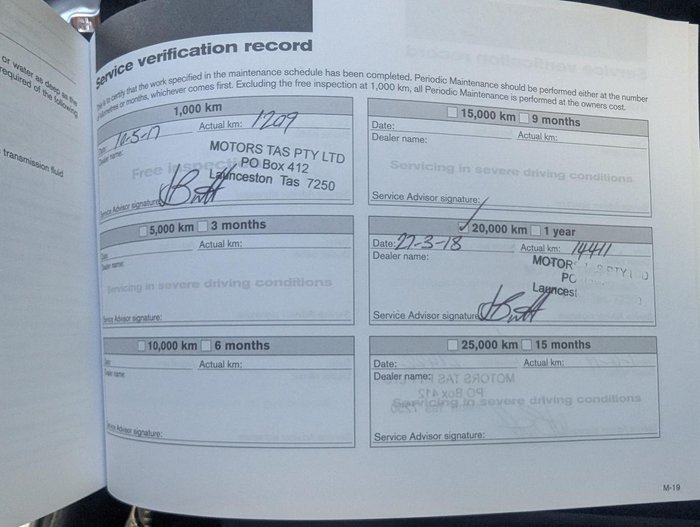 or water as deep as the
required of the following
transmission fluid
Service verification record
This is to certify that the work specified in the maintenance schedule has been completed. Periodic Maintenance should be performed either at the number
of kilometres or months, whichever comes first. Excluding the free inspection at 1,000 km, all Periodic Maintenance is performed at the owners cost.
1,000 km
Date: 10-5-17 Actual km: 1209
Dealer name:
MOTORS TAS PTY LTD
PO Box 412
Launceston Tas 7250
Free inspection
Service Advisor signature:
5,000 km 3 months
Date: Actual km:
Dealer name:
Servicing in severe driving conditions
Service Advisor signature:
10,000 km 6 months
Date: Actual km:
Dealer name:
Service Advisor signature:
15,000 km 9 months
Date: Actual km:
Dealer name:
Servicing in severe driving conditions
Service Advisor signature:
20,000 km 1 year
Date: 27-3-18 Actual km: 14411
Dealer name:
MOTOR PTY
PO
Launces
Service Advisor signature
25,000 km 15 months
Date: Actual km:
Dealer name:
Servicing in severe driving conditions
Service Advisor signature:
M-19